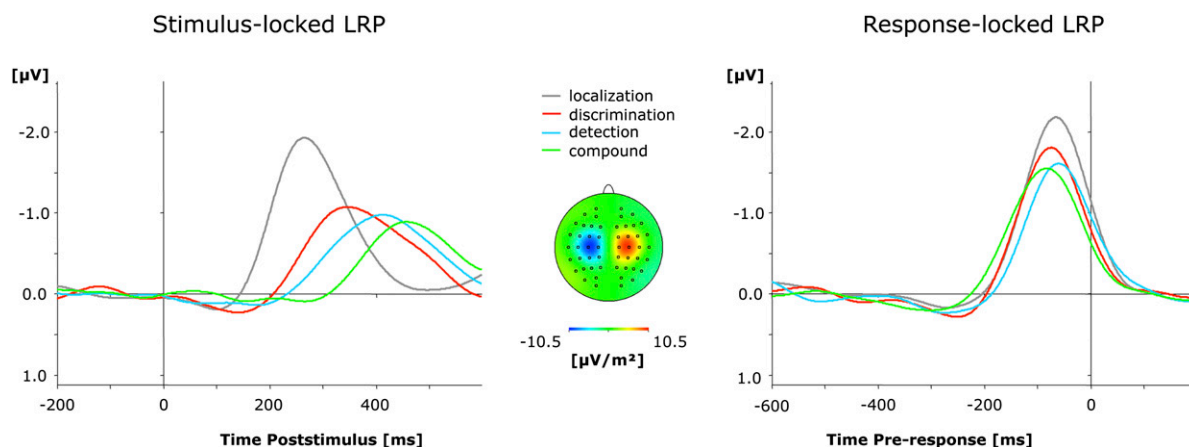 Stimulus-locked LRP
Response-locked LRP
[µV]
-2.0
-1.0
0.0
1.0
-200
0
200
400
Time Poststimulus [ms]
localization
discrimination
detection
compound
-10.5
10.5
[µV/m²]
[µV]
-2.0
-1.0
0.0
1.0
-600
-400
-200
0
Time Pre-response [ms]